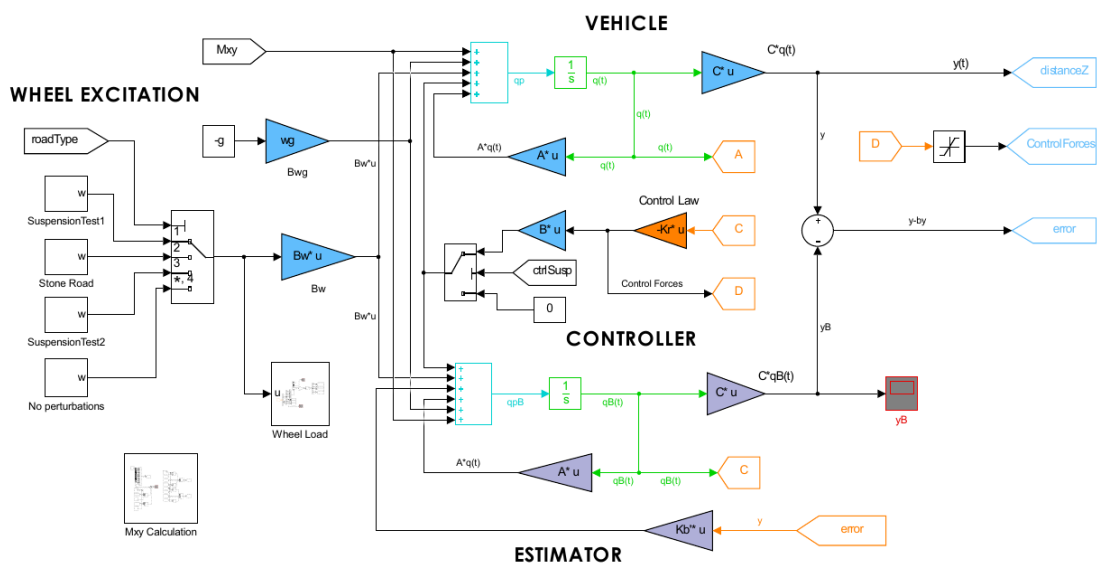 VEHICLE
Mxy
+
+
+
+
+
qp
1
s
q(t)
C* u
C*q(t)
y(t)
distanceZ
WHEEL EXCITATION
roadType
-g
wg
Bwg
Bw*u
q(t)
y
A*q(t)
A* u
q(t)
q(t)
A
D
ControlForces
w
SuspensionTest1
w
Stone Road
w
SuspensionTest2
w
No perturbations
1
2
3
*, 4
Bw* u
Bw
Bw*u
Control Law
B* u
-Kr* u
C
ctrlSusp
0
Control Forces
D
+
-
y-by
error
CONTROLLER
yB
u
Wheel Load
+
+
+
+
+
+
qpB
1
s
qB(t)
C* u
C*qB(t)
yB
A*q(t)
A* u
qB(t)
qB(t)
C
Mxy Calculation
Kb'* u
y
error
ESTIMATOR